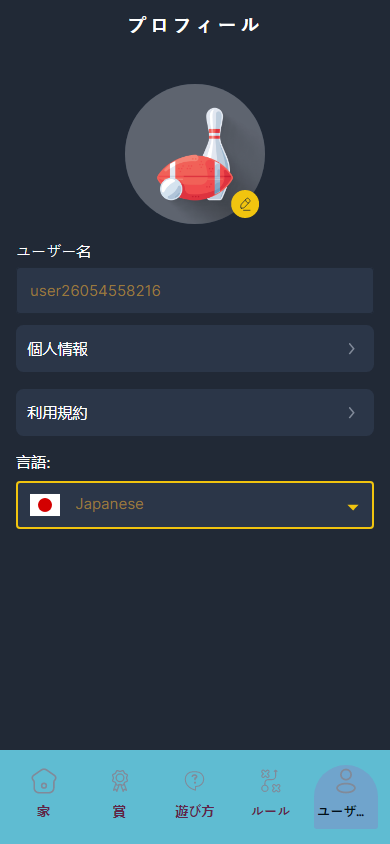 プロフィール
ユーザー名
user26054558216
個人情報
利用規約
言語:
Japanese
家
賞
遊び方
ルール
ユーザ...